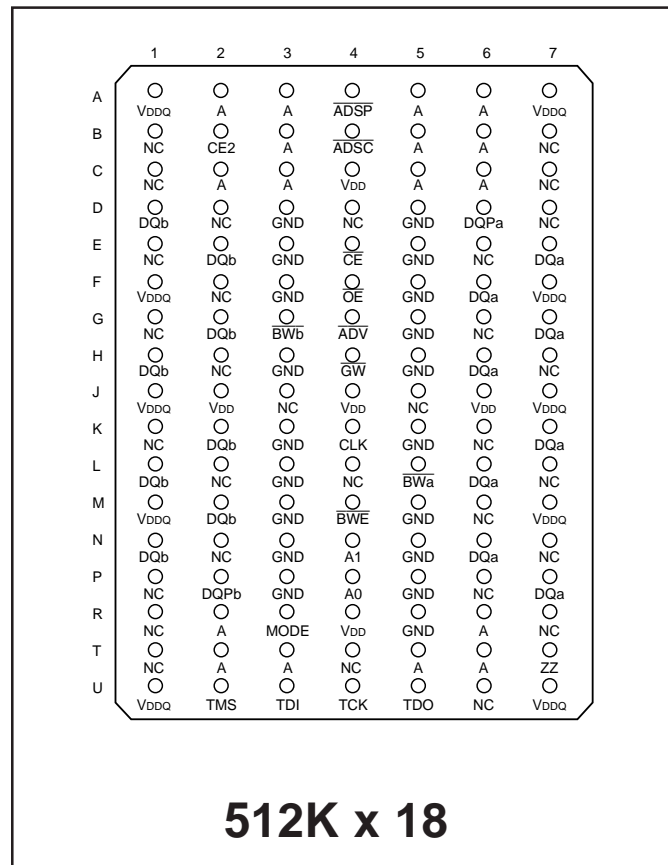 1 2 3 4 5 6 7
A
VDDQ A A ADSP A A VDDQ
B
NC CE2 A ADSC A A NC
C
NC A A VDD A A NC
D
DQb NC GND NC GND DQPa NC
E
NC DQb GND CE GND NC DQa
F
VDDQ NC GND OE GND DQa VDDQ
G
NC DQb BWb ADV GND NC DQa
H
DQb NC GND GW GND DQa NC
J
VDDQ VDD NC VDD NC VDD VDDQ
K
NC DQb GND CLK GND NC DQa
L
DQb NC GND NC BWa DQa NC
M
VDDQ DQb GND BWE GND NC VDDQ
N
DQb NC GND A1 GND DQa NC
P
NC DQPb GND A0 GND NC DQa
R
NC A MODE VDD GND A NC
T
NC A A NC A A ZZ
U
VDDQ TMS TDI TCK TDO NC VDDQ
512K x 18